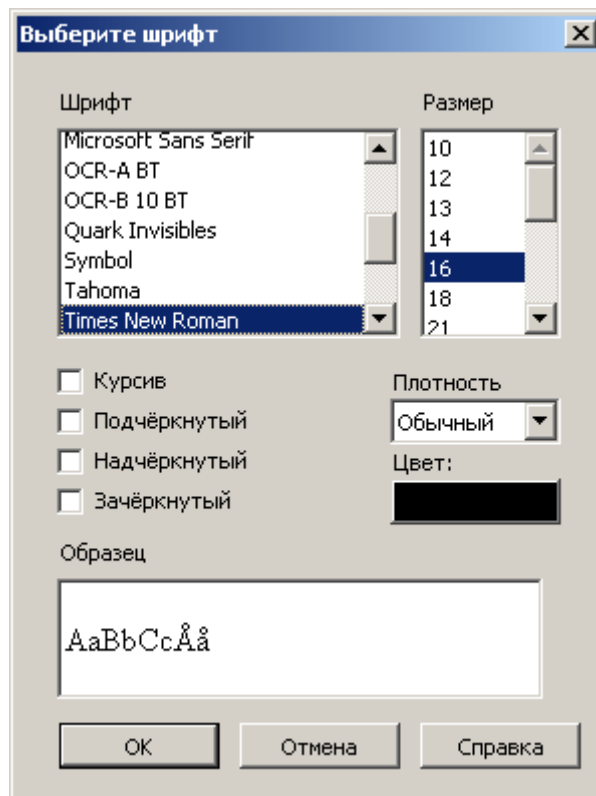 Выберите шрифт
Шрифт
Размер
Microsoft Sans Serif
OCR-A BT
OCR-B 10 BT
Quark Invisibles
Symbol
Tahoma
Times New Roman
10
12
13
14
16
18
21
Курсив
Подчёркнутый
Надчёркнутый
Зачёркнутый
Плотность
Обычный
Цвет:
Образец
AaBbCcÅå
OK
Отмена
Справка